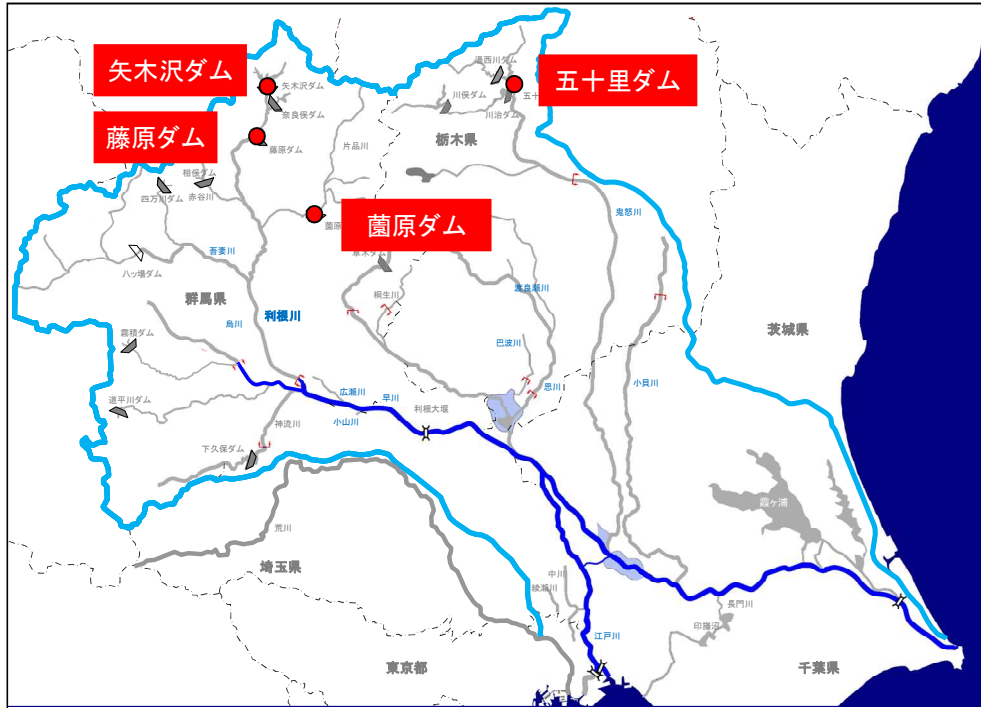 矢木沢ダム
五十里ダム
藤原ダム
薗原ダム
湯西川ダム
川俣ダム
五十
川治ダム
矢木沢ダム
奈良俣ダム
栃木県
藤原ダム
片品川
相俣ダム
四万川ダム
赤谷川
薗原
草木ダム
鬼怒川
吾妻川
八ッ場ダム
群馬県
利根川
桐生川
渡良瀬川
茨城県
烏川
霧積ダム
巴波川
思川
小貝川
道平川ダム
広瀬川
早川
利根大堰
小山川
神流川
下久保ダム
霞ヶ浦
荒川
埼玉県
中川
綾瀬川
長門川
印旛沼
江戸川
東京都
千葉県